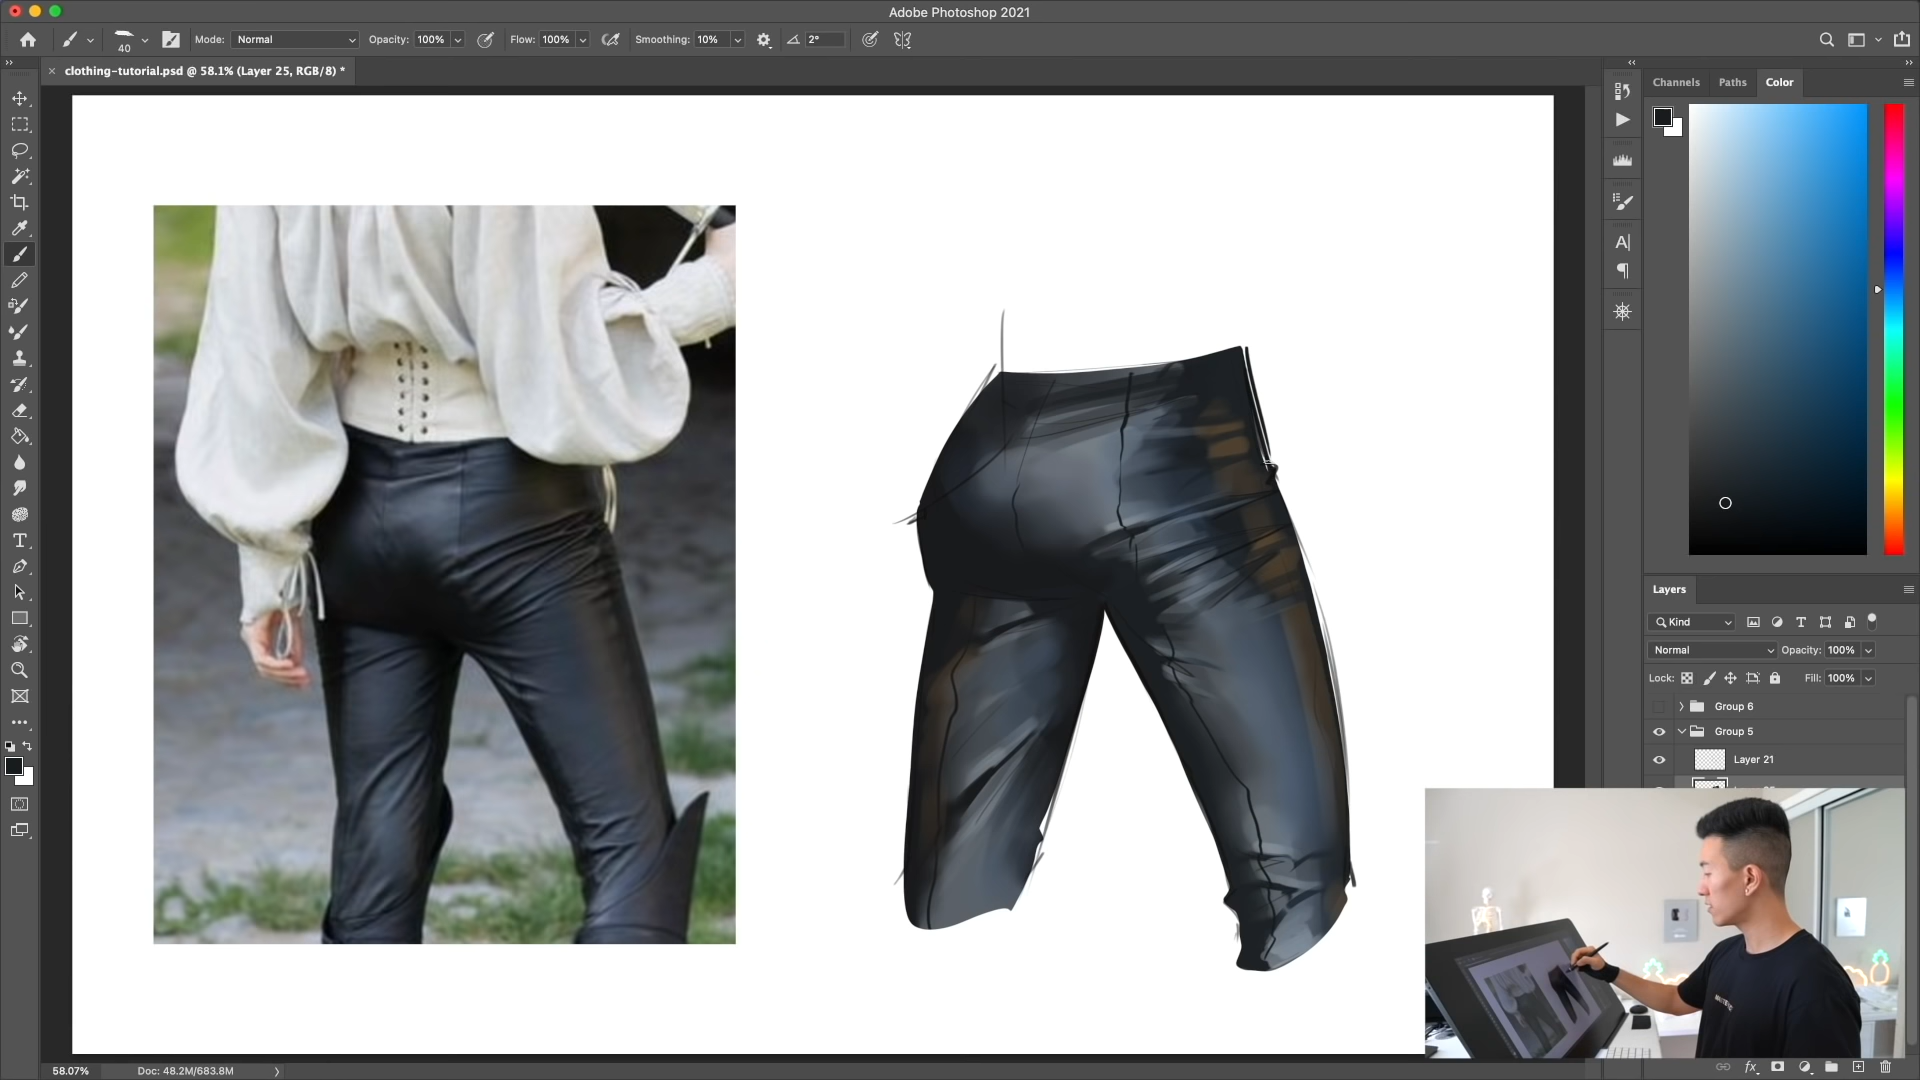 Adobe Photoshop 2021
40
Mode: Normal
Opacity: 100%
Flow: 100%
Smoothing: 10%
2°
clothing-tutorial.psd @ 58.1% (Layer 25, RGB/8) *
Channels
Paths
Color
Layers
Kind
Normal
Opacity: 100%
Lock:
Fill: 100%
Group 6
Group 5
Layer 21
58.07%
Doc: 48.2M/683.8M